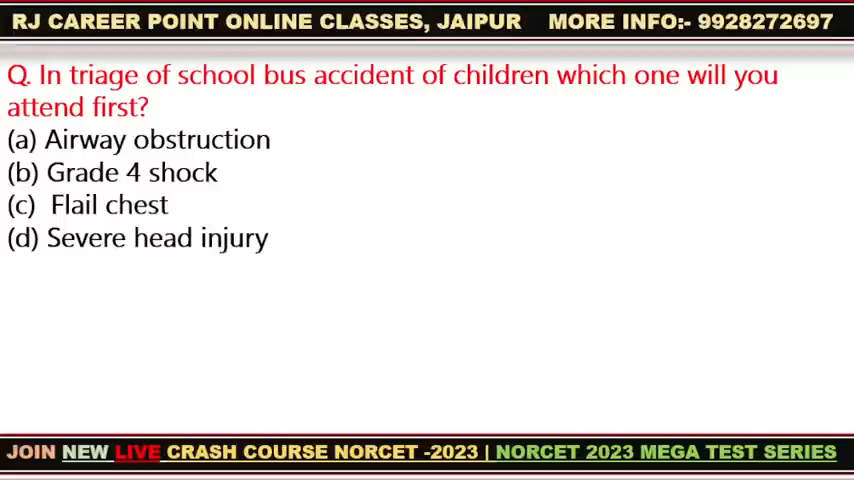 RJ CAREER POINT ONLINE CLASSES, JAIPUR MORE INFO:- 9928272697
Q. In triage of school bus accident of children which one will you
attend first?
(a) Airway obstruction
(b) Grade 4 shock
(c) Flail chest
(d) Severe head injury
JOIN NEW LIVE CRASH COURSE NORCET -2023 | NORCET 2023 MEGA TEST SERIES